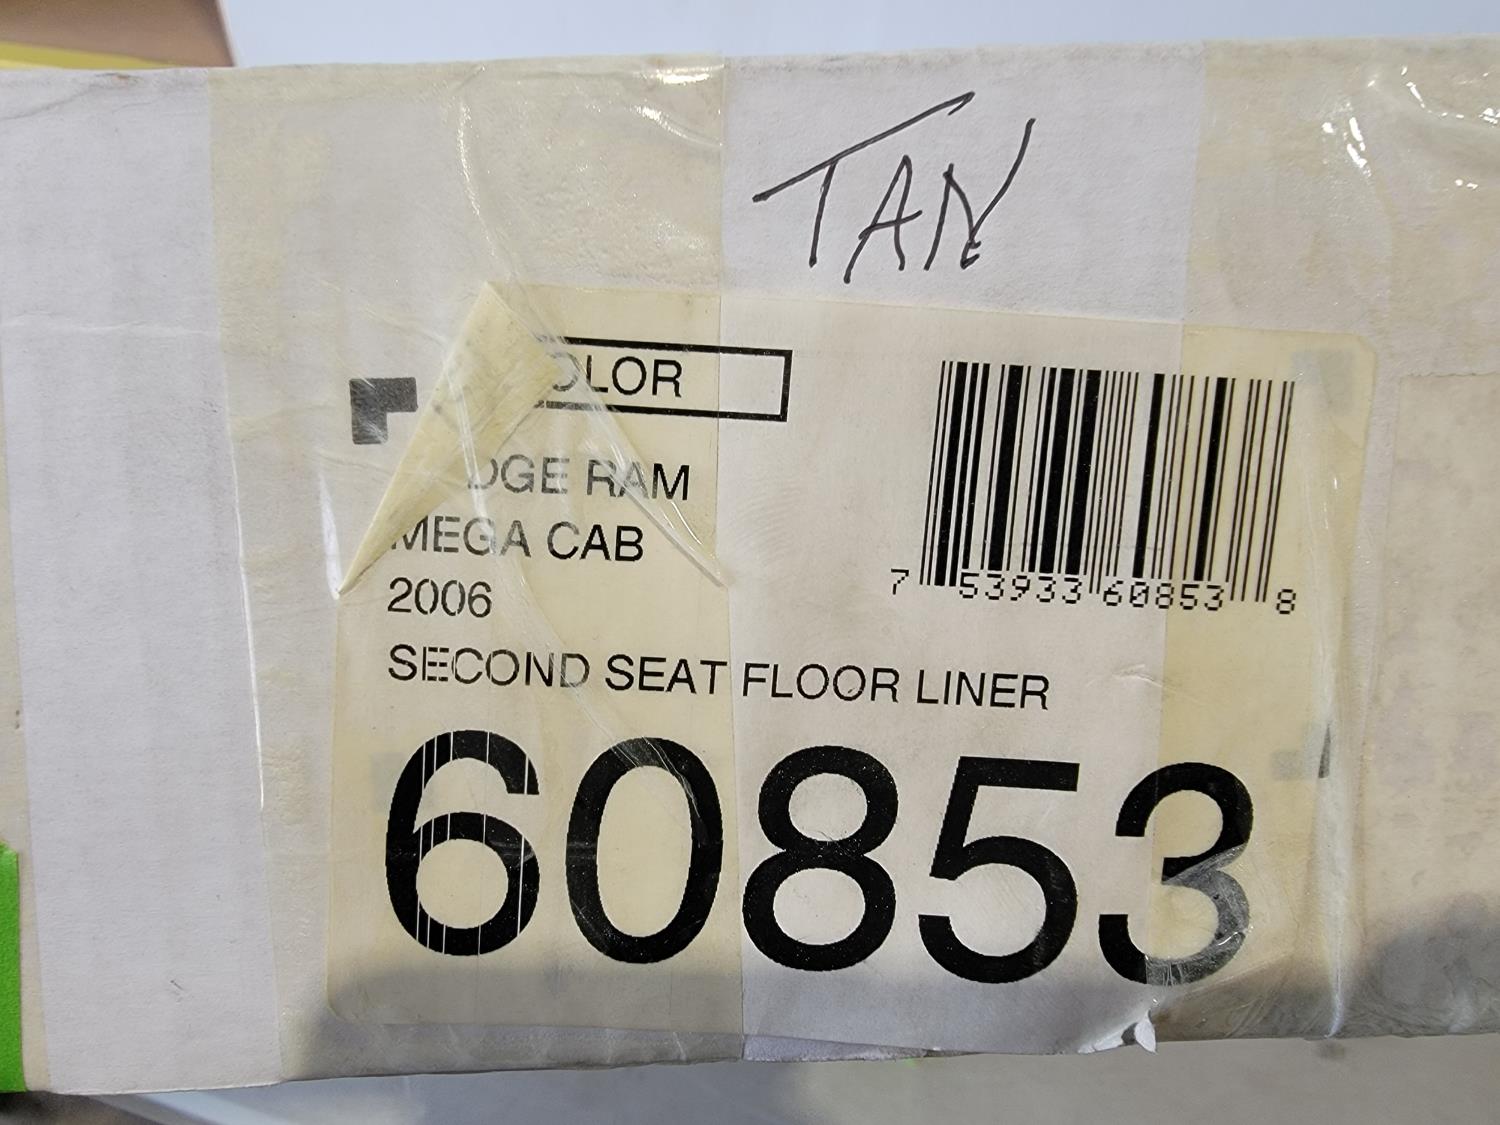 TAN
OLOR
DGE RAM
MEGA CAB
2006
SECOND SEAT FLOOR LINER
7 53933 60853 8
60853